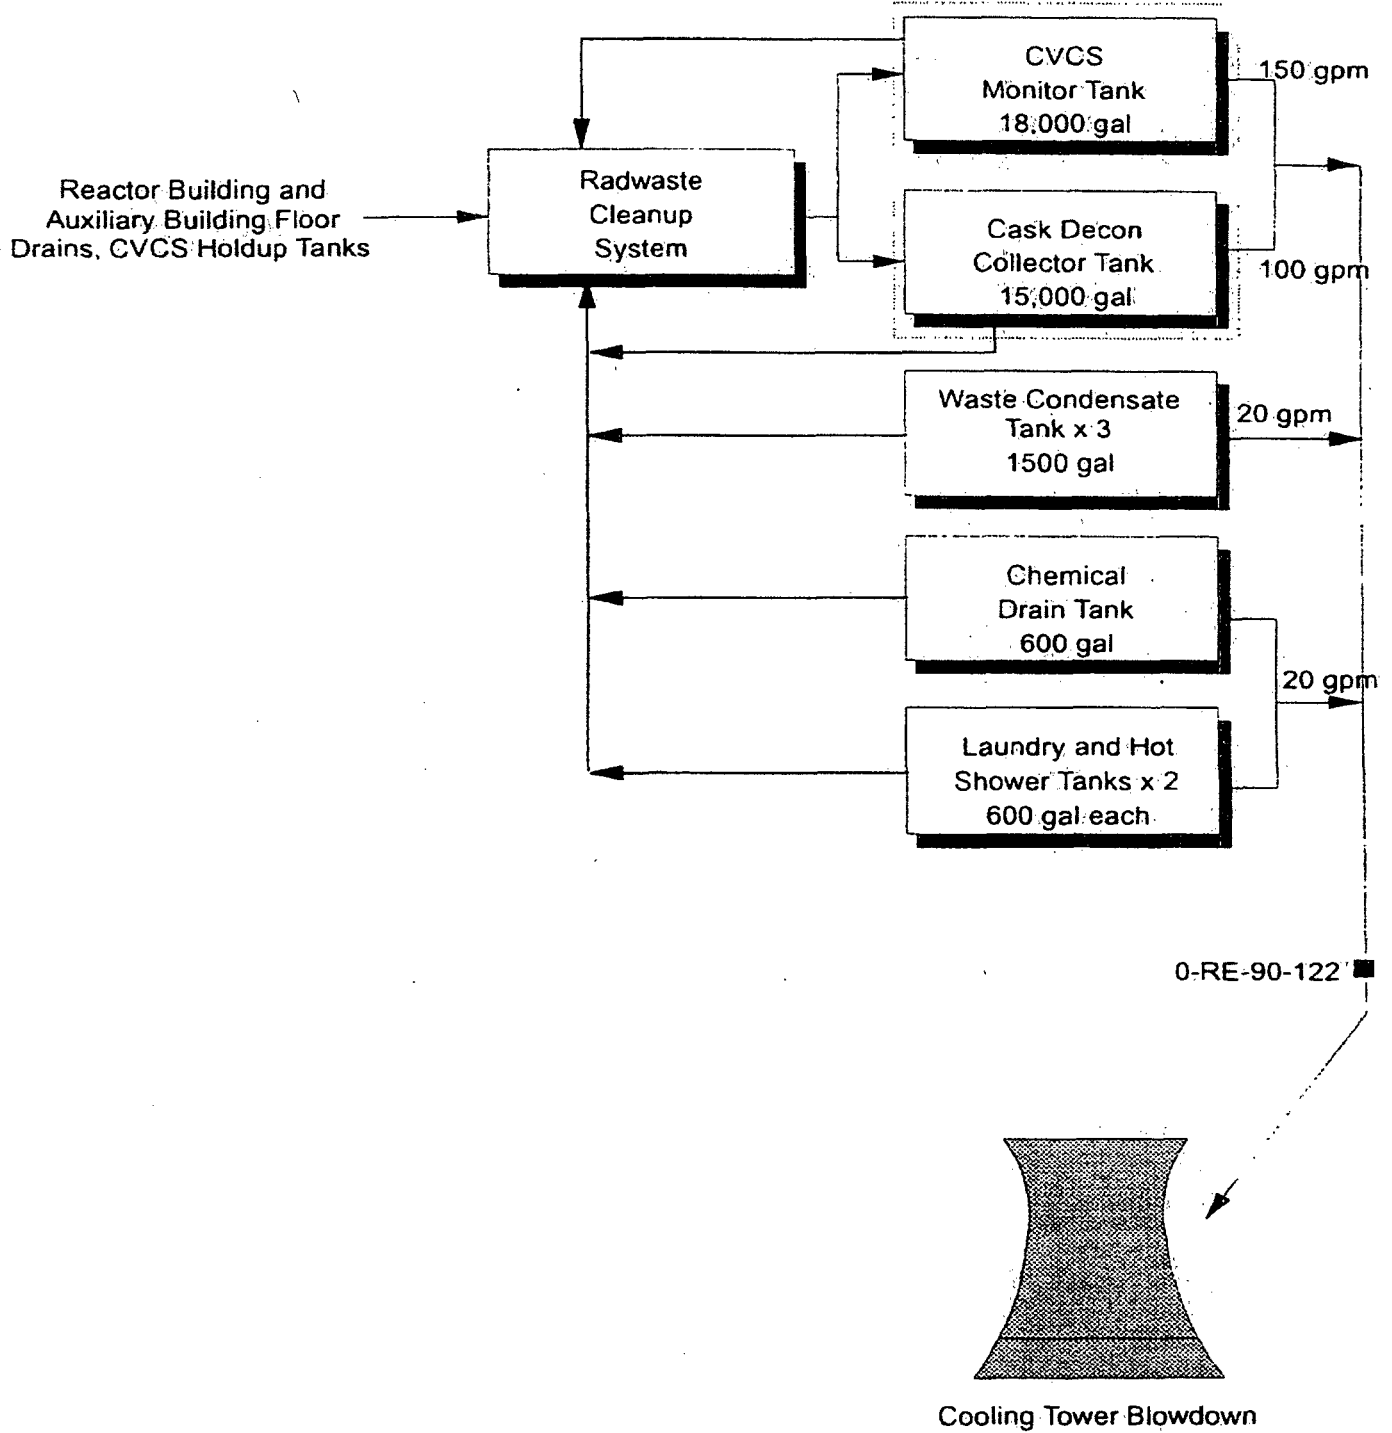 CVCS
Monitor Tank
18,000 gal
150 gpm
Reactor Building and
Auxiliary Building Floor
Drains, CVCS Holdup Tanks
Radwaste
Cleanup
System
Cask Decon
Collector Tank
15,000 gal
100 gpm
Waste Condensate
Tank x 3
1500 gal
20 gpm
Chemical
Drain Tank
600 gal
20 gpm
Laundry and Hot
Shower Tanks x 2
600 gal each
0-RE-90-122
Cooling Tower Blowdown